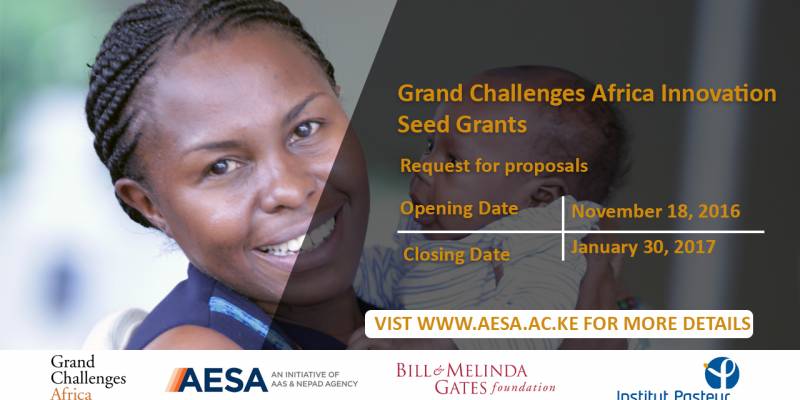 Grand Challenges Africa Innovation
Seed Grants
Request for proposals
Opening Date
November 18, 2016
Closing Date
January 30, 2017
VIST WWW.AESA.AC.KE FOR MORE DETAILS
Grand
Challenges
Africa
AESA
AN INITIATIVE OF
AAS & NEPAD AGENCY
BILL & MELINDA
GATES foundation
Institut Pasteur